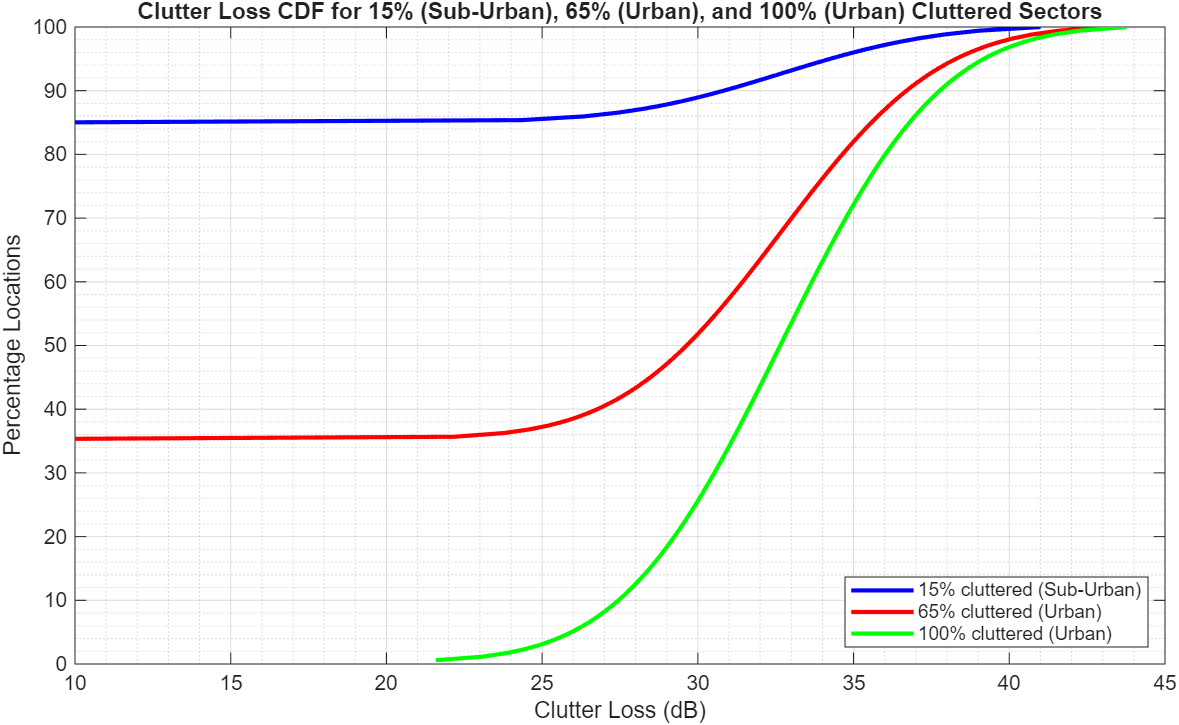 Clutter Loss CDF for 15% (Sub-Urban), 65% (Urban), and 100% (Urban) Cluttered Sectors
Percentage Locations
100
90
80
70
60
50
40
30
20
10
0
15% cluttered (Sub-Urban)
65% cluttered (Urban)
100% cluttered (Urban)
10 15 20 25 30 35 40 45
Clutter Loss (dB)